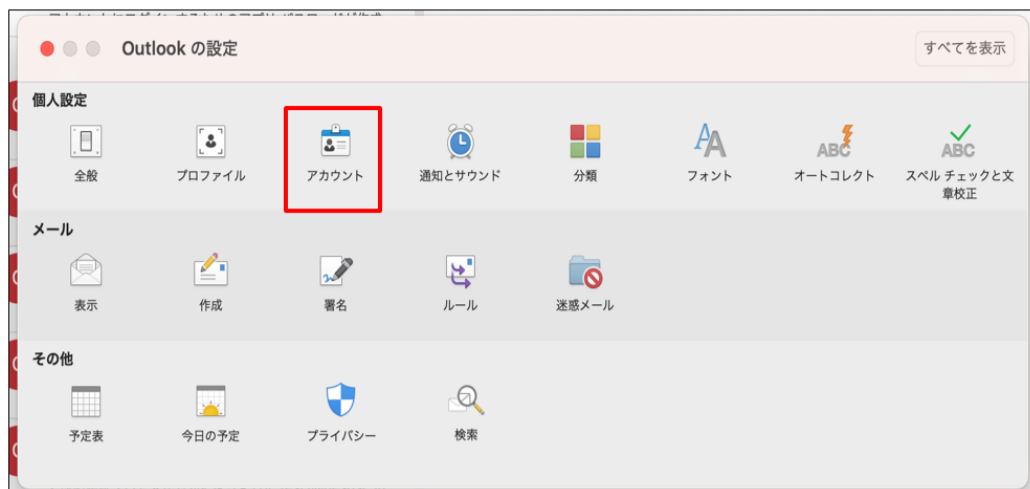 Outlook の設定
すべてを表示
個人設定
全般
プロファイル
アカウント
通知とサウンド
分類
フォント
オートコレクト
スペル チェックと文
章校正
メール
表示
作成
署名
ルール
迷惑メール
その他
予定表
今日の予定
プライバシー
検索